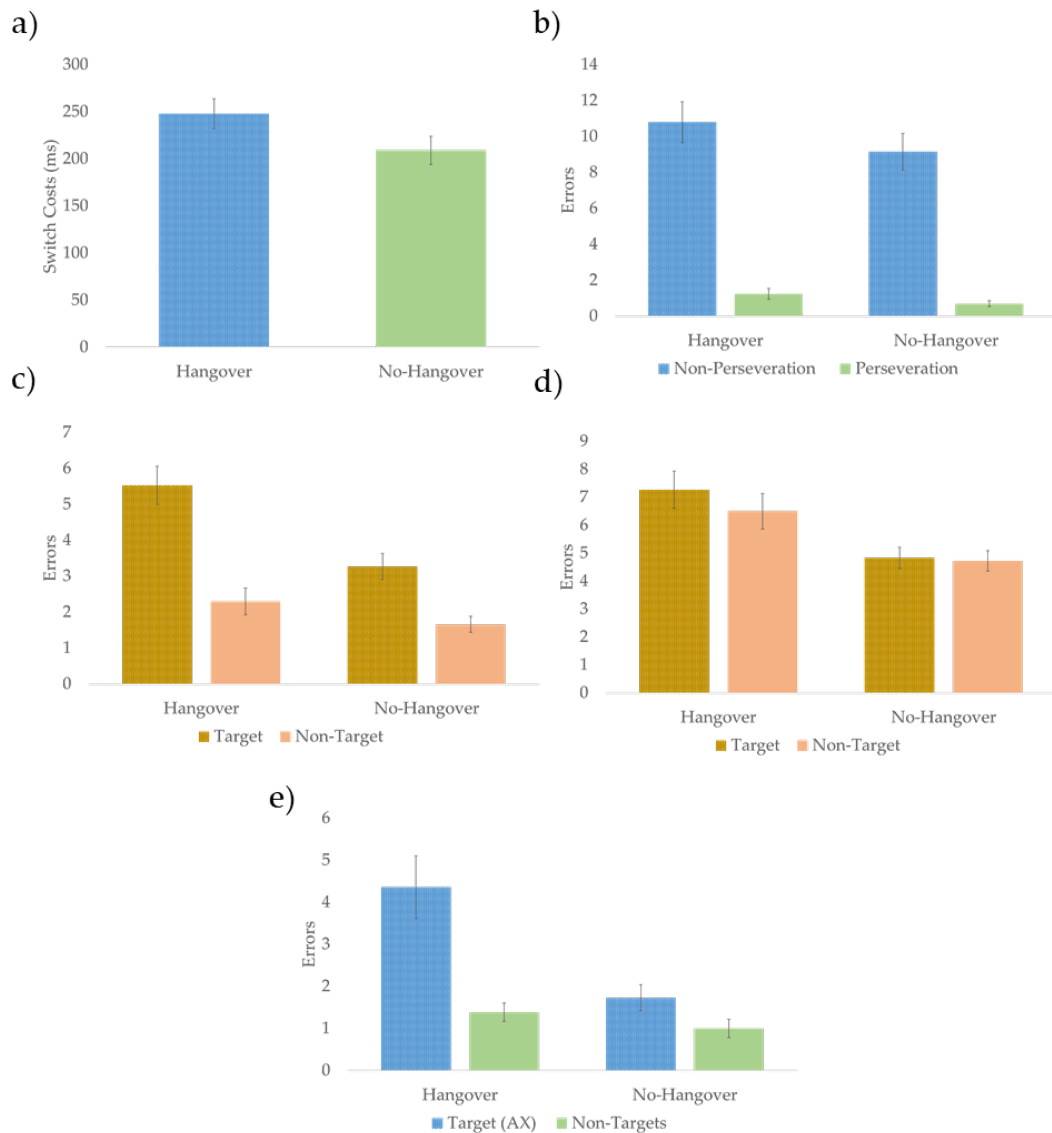 a)
300
250
200
150
100
50
0
Switch Costs (ms)
Hangover No-Hangover
b)
14
12
10
8
6
4
2
0
Errors
Hangover No-Hangover
Non-Perseveration Perseveration
c)
7
6
5
4
3
2
1
0
Errors
Hangover No-Hangover
Target Non-Target
d)
9
8
7
6
5
4
3
2
1
0
Errors
Hangover No-Hangover
Target Non-Target
e)
6
5
4
3
2
1
0
Errors
Hangover No-Hangover
Target (AX) Non-Targets